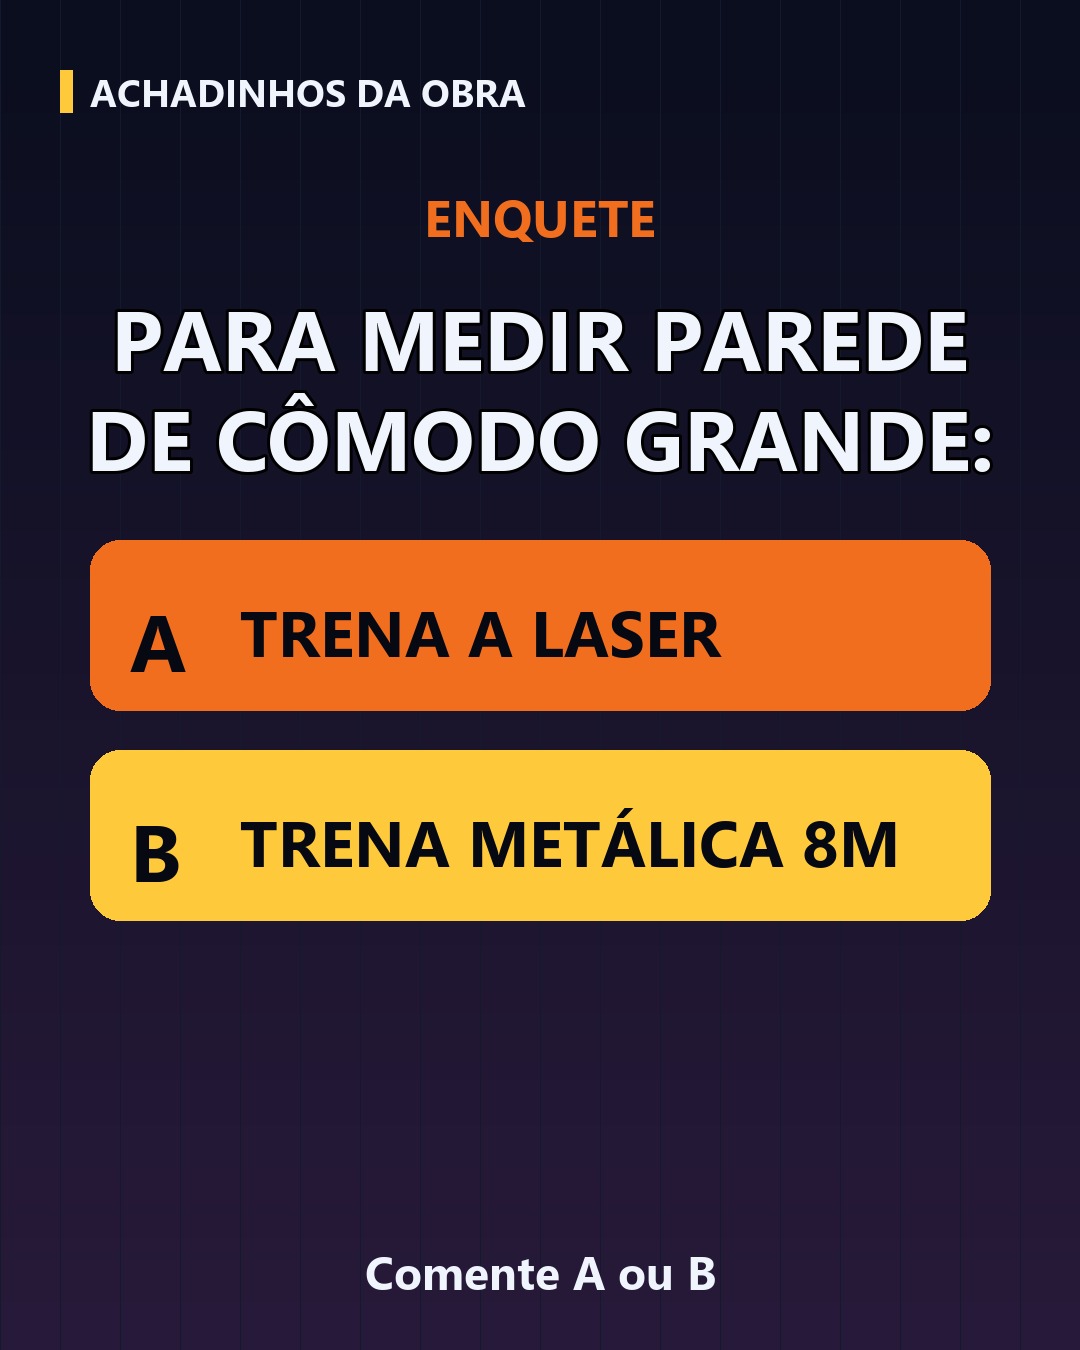 ACHADINHOS DA OBRA
ENQUETE
PARA MEDIR PAREDE
DE CÔMODO GRANDE:
A TRENA A LASER
B TRENA METÁLICA 8M
Comente A ou B